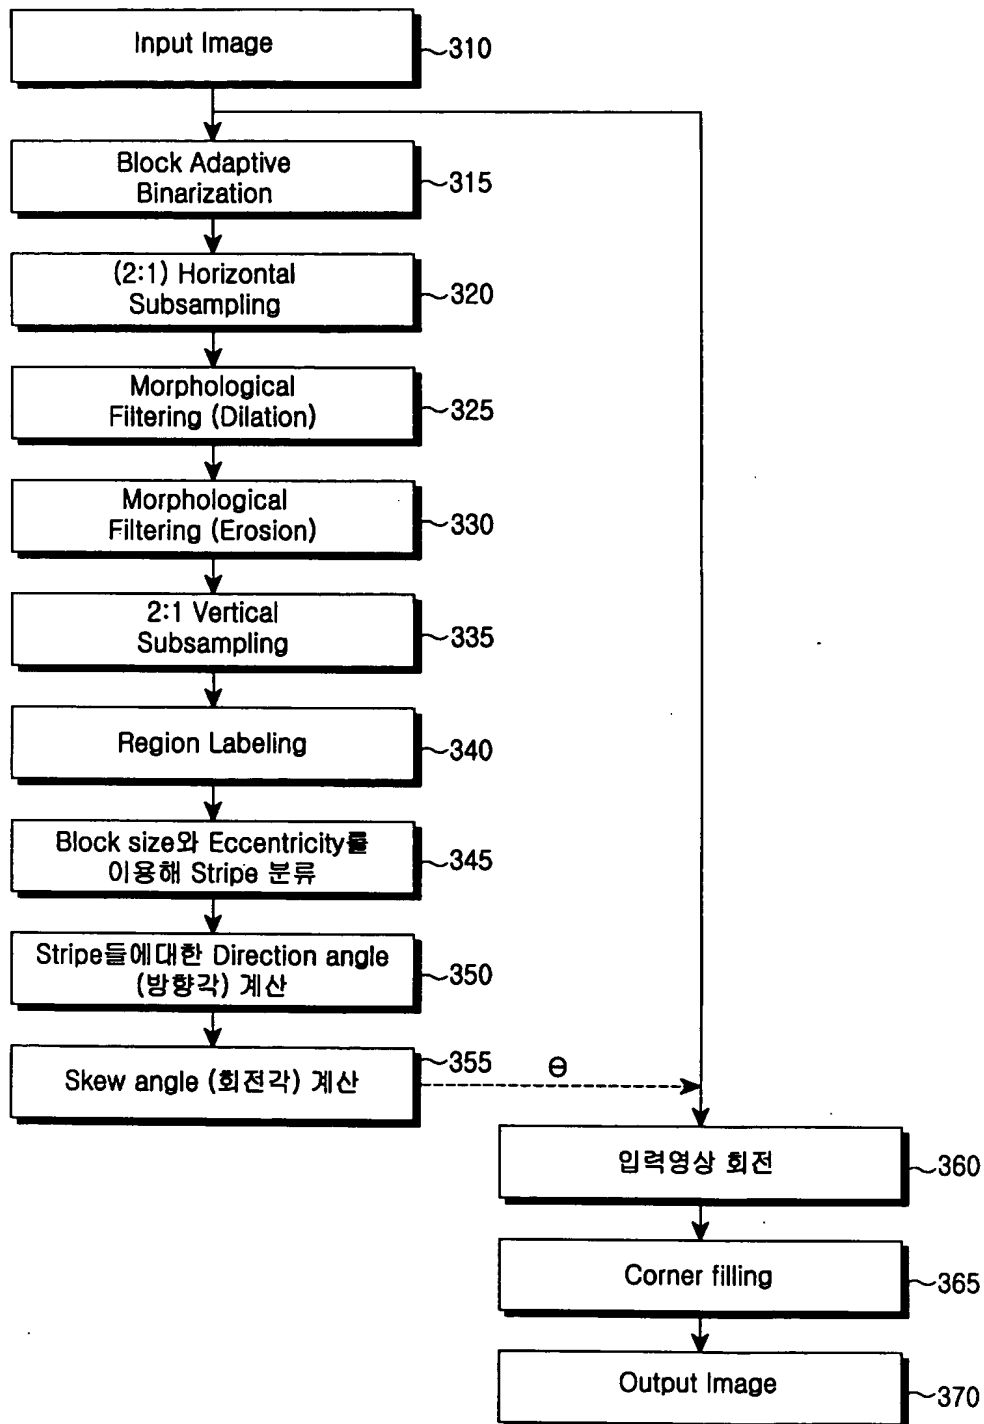 Input Image
310
Block Adaptive
Binarization
315
(2:1) Horizontal
Subsampling
320
Morphological
Filtering (Dilation)
325
Morphological
Filtering (Erosion)
330
2:1 Vertical
Subsampling
335
Region Labeling
340
Block size와 Eccentricity를
이용해 Stripe 분류
345
Stripe들에대한 Direction angle
(방향각) 계산
350
Skew angle (회전각) 계산
355
Θ
입력영상 회전
360
Corner filling
365
Output Image
370